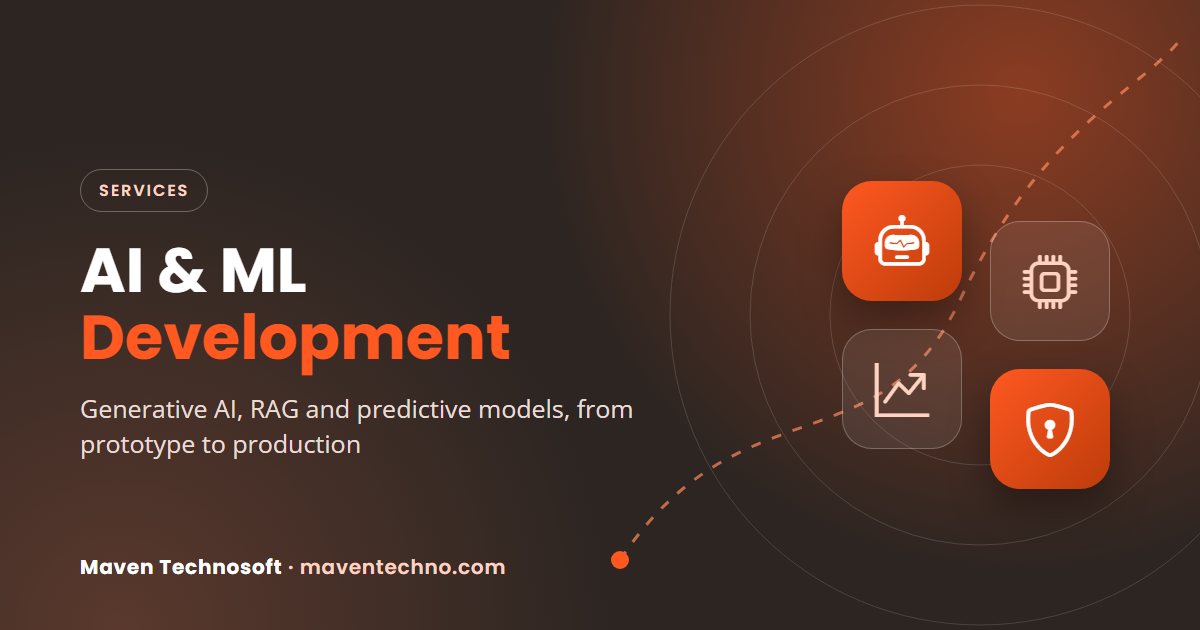 SERVICES
AI & ML
Development
Generative AI, RAG and predictive models, from
prototype to production
Maven Technosoft · maventechno.com